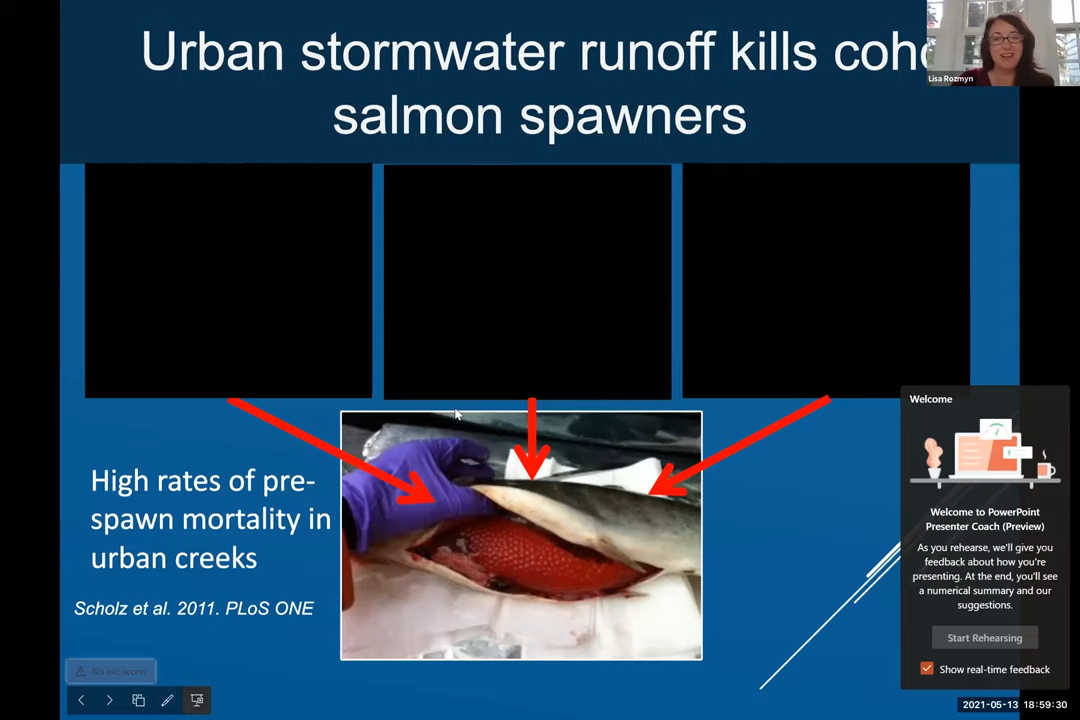 Urban stormwater runoff kills coho
salmon spawners
Lisa Rozmyn
High rates of pre-
spawn mortality in
urban creeks
Scholz et al. 2011. PLoS ONE
Welcome
Welcome to PowerPoint
Presenter Coach (Preview)
As you rehearse, we'll give you
feedback about how you're
presenting. At the end, you'll see
a numerical summary and our
suggestions.
Start Rehearsing
Show real-time feedback
No mic access
2021-05-13 18:59:30